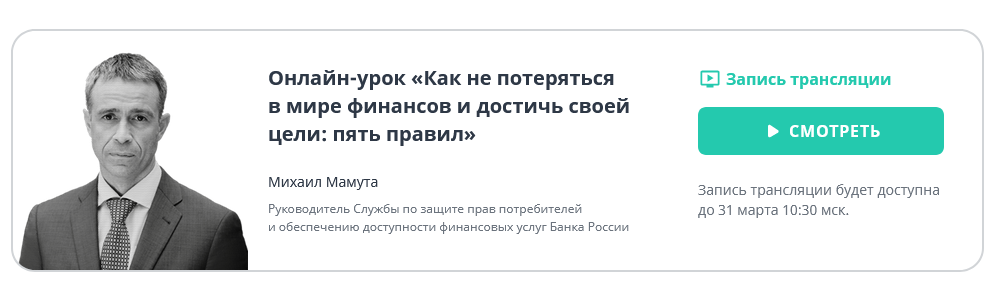 Онлайн-урок «Как не потеряться
в мире финансов и достичь своей
цели: пять правил»
Михаил Мамута
Руководитель Службы по защите прав потребителей
и обеспечению доступности финансовых услуг Банка России
Запись трансляции
СМОТРЕТЬ
Запись трансляции будет доступна
до 31 марта 10:30 мск.